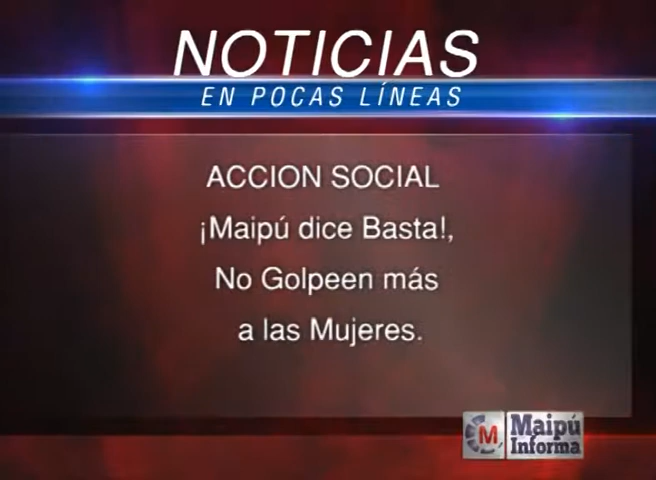 NOTICIAS
EN POCAS LÍNEAS
ACCION SOCIAL
¡Maipú dice Basta!,
No Golpeen más
a las Mujeres.
M Maipú
Informa